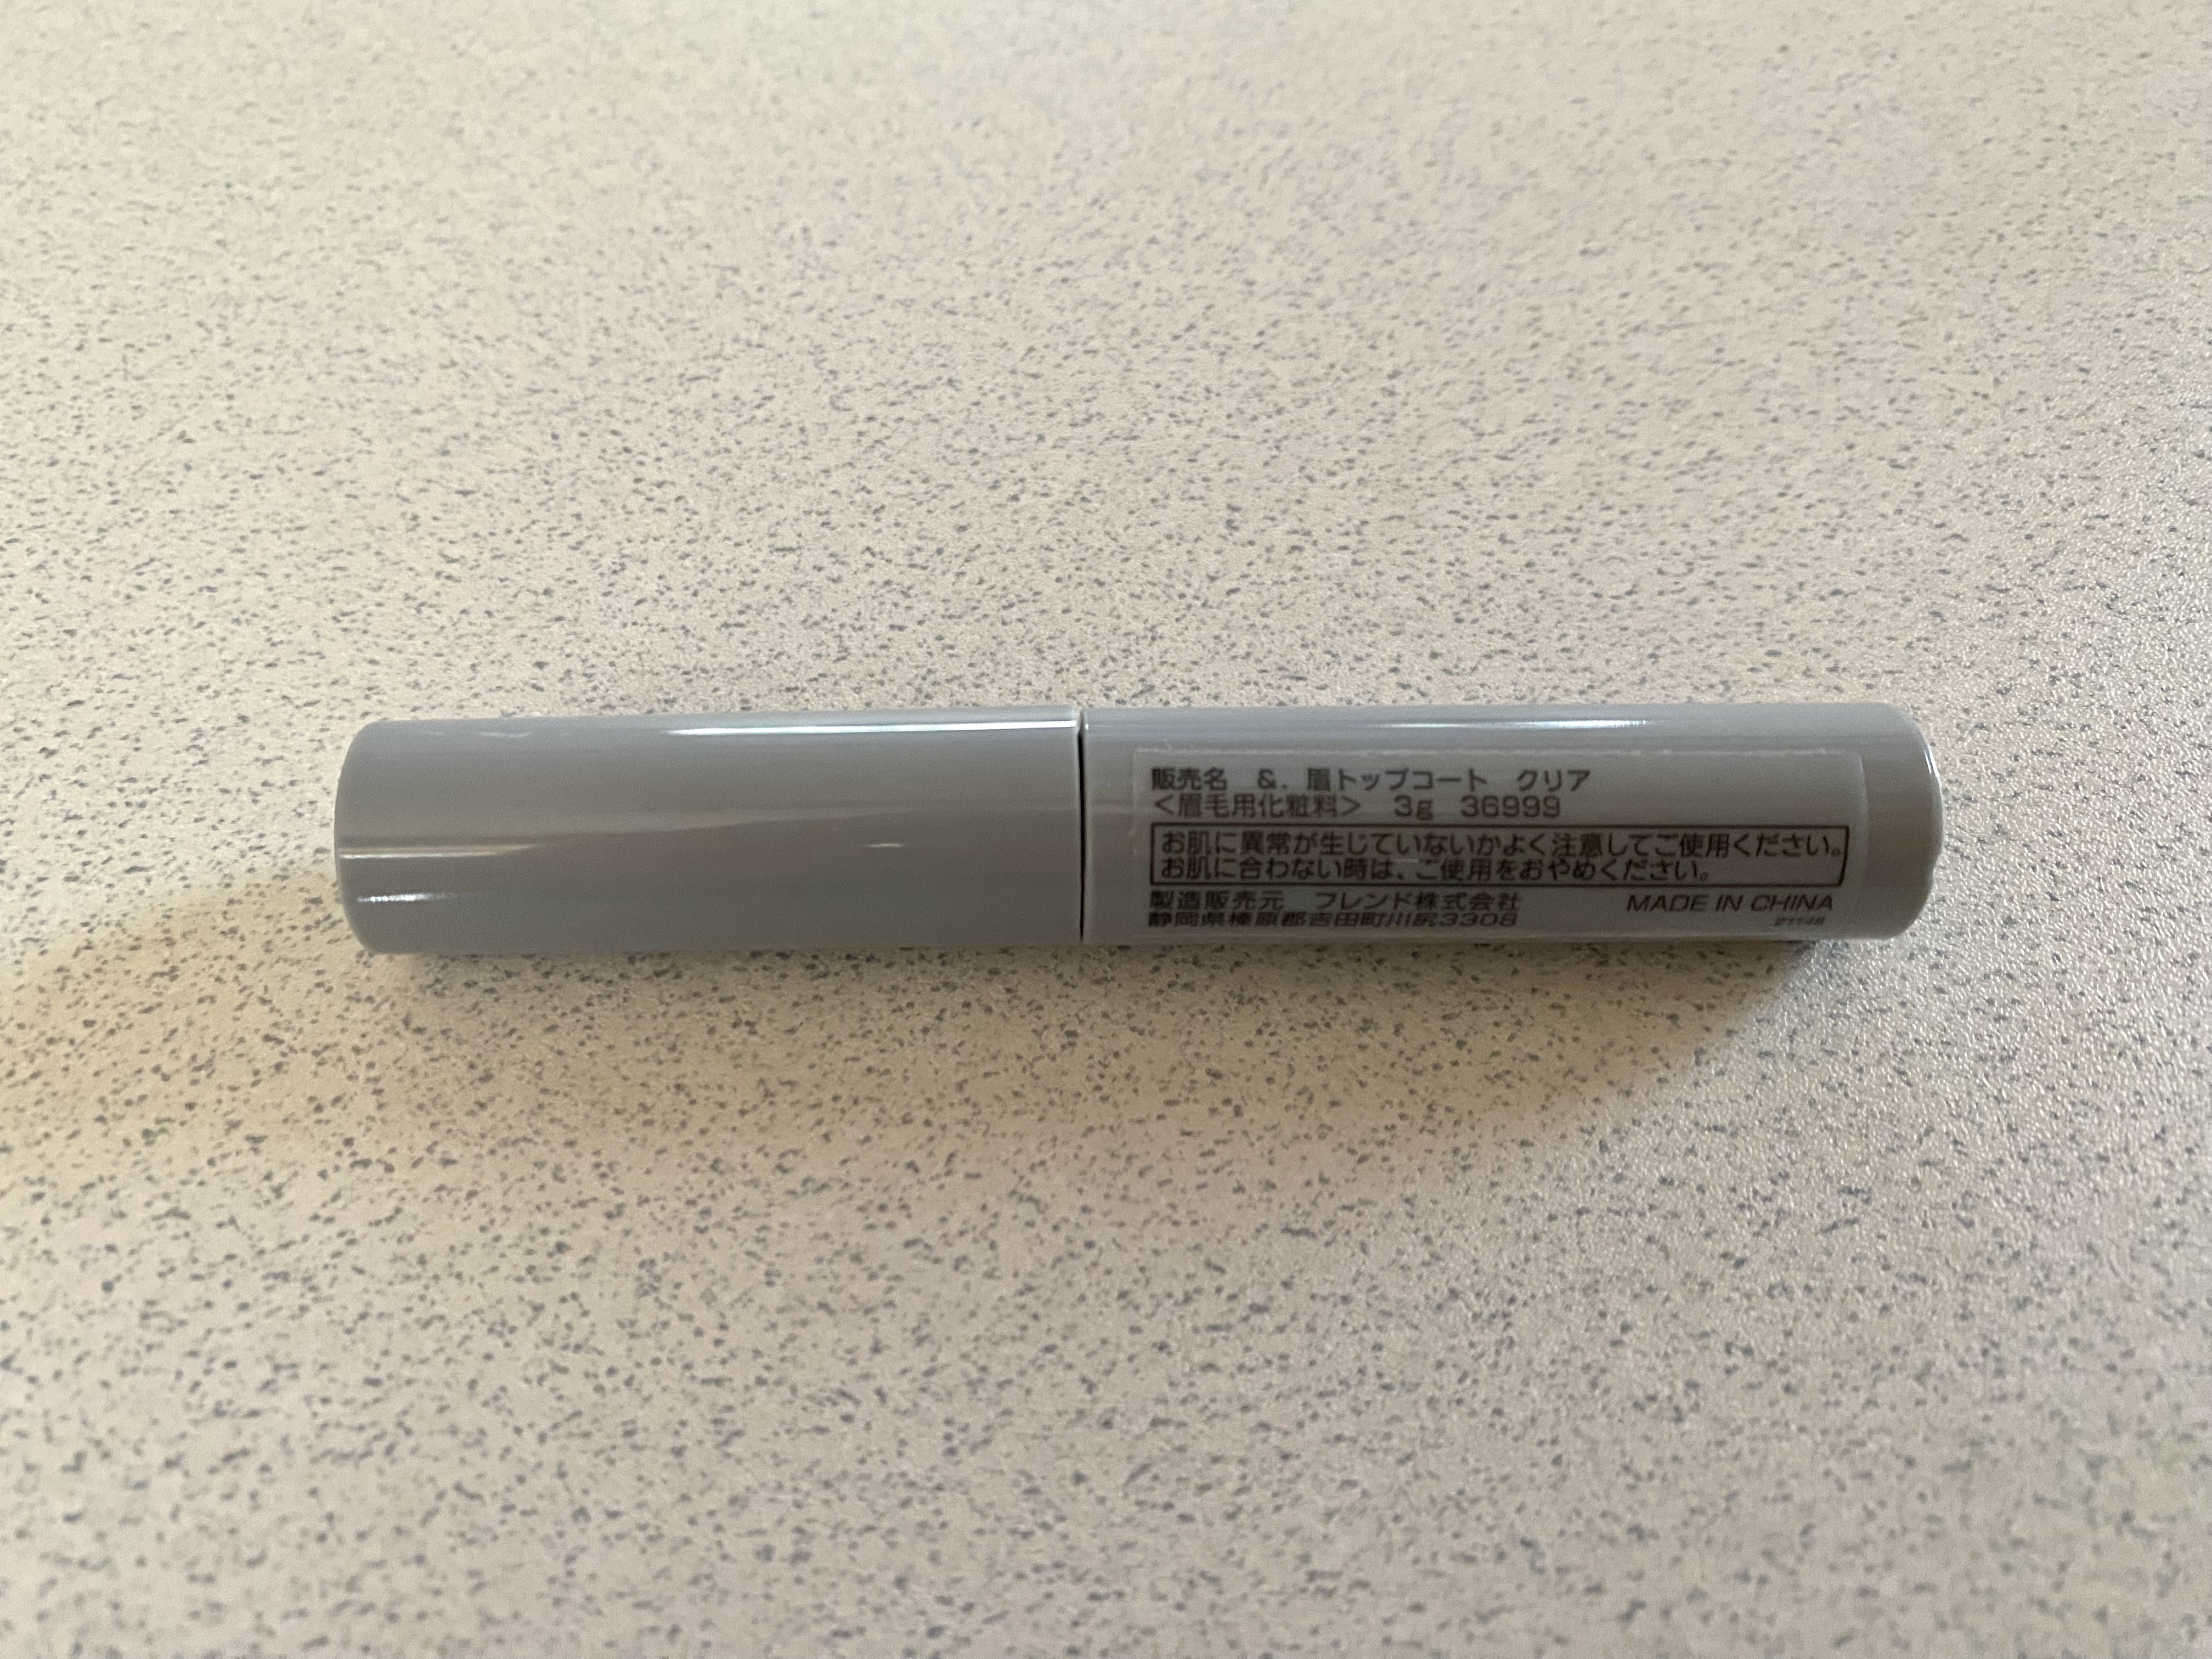 販売名 &. 眉トップコート クリア
<眉毛用化粧料> 3g 36999
お肌に異常が生じていないかよく注意してご使用ください。
お肌に合わない時は、ご使用をおやめください。
製造販売元 フレンド株式会社 MADE IN CHINA
静岡県榛原郡吉田町川尻3308